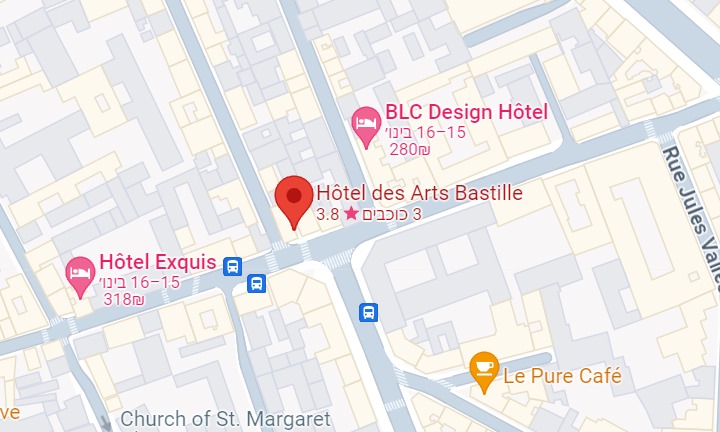 BLC Design Hôtel
15–16 בינו׳
280₪
Hôtel des Arts Bastille
3.8 ★ 3 כוכבים
Rue Jules Vallès
Hôtel Exquis
15–16 בינו׳
318₪
Le Pure Café
Church of St. Margaret
ve